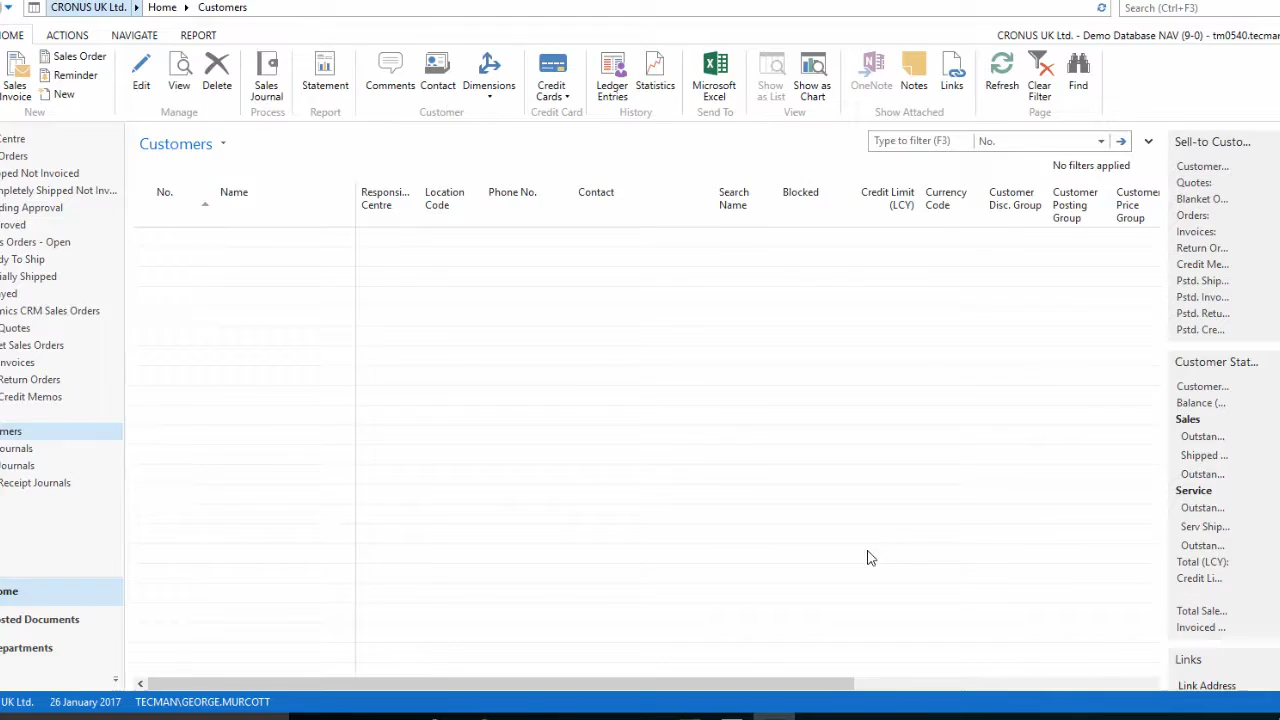 CRONUS UK Ltd. Home Customers Search (Ctrl+F3)
OME ACTIONS NAVIGATE REPORT CRONUS UK Ltd. - Demo Database NAV (9-0) - tm0540.tecman
Sales Invoice
Sales Order
Reminder
New
Edit View Delete
Sales Journal
Statement
Comments Contact Dimensions
Credit Cards
Ledger Entries
Statistics
Microsoft Excel
Show as List
Show as Chart
OneNote Notes Links
Refresh
Clear Filter
Find
New Manage Process Report Customer Credit Card History Send To View Show Attached Page
Centre
Orders
pped Not Invoiced
mpletely Shipped Not Inv...
ding Approval
roved
s Orders - Open
dy To Ship
ially Shipped
ayed
mics CRM Sales Orders
Quotes
et Sales Orders
nvoices
Return Orders
Credit Memos
mers
ournals
Journals
Receipt Journals
ome
osted Documents
epartments
Customers
Type to filter (F3) No.
No filters applied
No. Name
Responsi... Centre
Location Code
Phone No. Contact
Search Name
Blocked
Credit Limit (LCY)
Currency Code
Customer Disc. Group
Customer Posting Group
Customer Price Group
Sell-to Custo...
Customer...
Quotes:
Blanket O...
Orders:
Invoices:
Return Or...
Credit Me...
Pstd. Ship...
Pstd. Invo...
Pstd. Retu...
Pstd. Cre...
Customer Stat...
Customer...
Balance (...
Sales
Outstan...
Shipped ...
Outstan...
Service
Outstan...
Serv Ship...
Outstan...
Total (LCY):
Credit Li...
Total Sale...
Invoiced ...
Links
Link Address
UK Ltd. 26 January 2017 TECMAN\GEORGE.MURCOTT